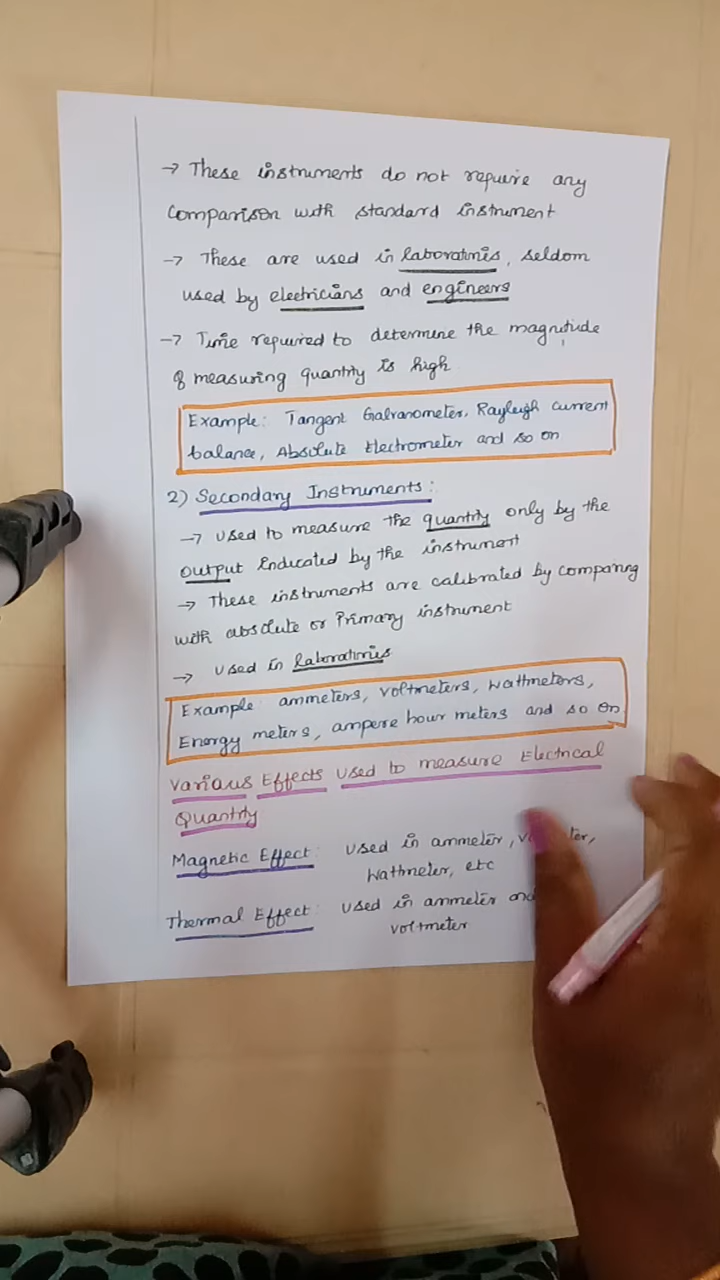 → These instruments do not require any
comparison with standard instrument
→ These are used in laboratories, seldom
used by electricians and engineers
→ Time required to determine the magnitude
of measuring quantity is high
Example: Tangent Galvanometer, Rayleigh current
balance, Absolute Electrometer and so on
2) Secondary Instruments:
→ Used to measure the quantity only by the
output indicated by the instrument
→ These instruments are calibrated by comparing
with absolute or Primary instrument
→ Used in laboratories
Example: ammeters, voltmeters, wattmeters,
Energy meters, ampere hour meters and so on
Various Effects used to measure Electrical
Quantity
Magnetic Effect: Used in ammeter,
wattmeter, etc
Thermal Effect: Used in ammeter and
voltmeter